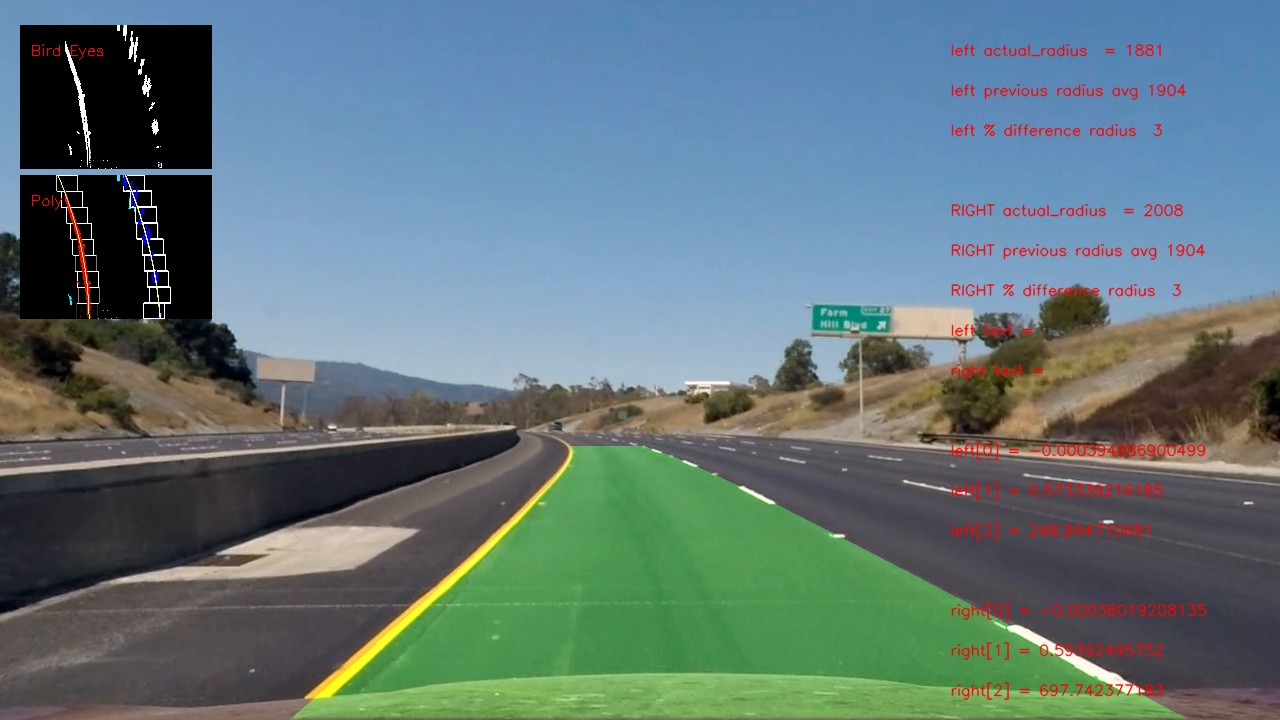 Bird Eyes
Poly
left actual_radius = 1881
left previous radius avg 1904
left % difference radius 3
RIGHT actual_radius = 2008
RIGHT previous radius avg 1904
RIGHT % difference radius 3
Farm
Hill Blvd
left text =
right text =
left[0] = -0.000394886900499
left[1] = 0.573339216185
left[2] = 248.994710681
right[0] = -0.00038019208135
right[1] = 0.59392495752
right[2] = 697.742377183